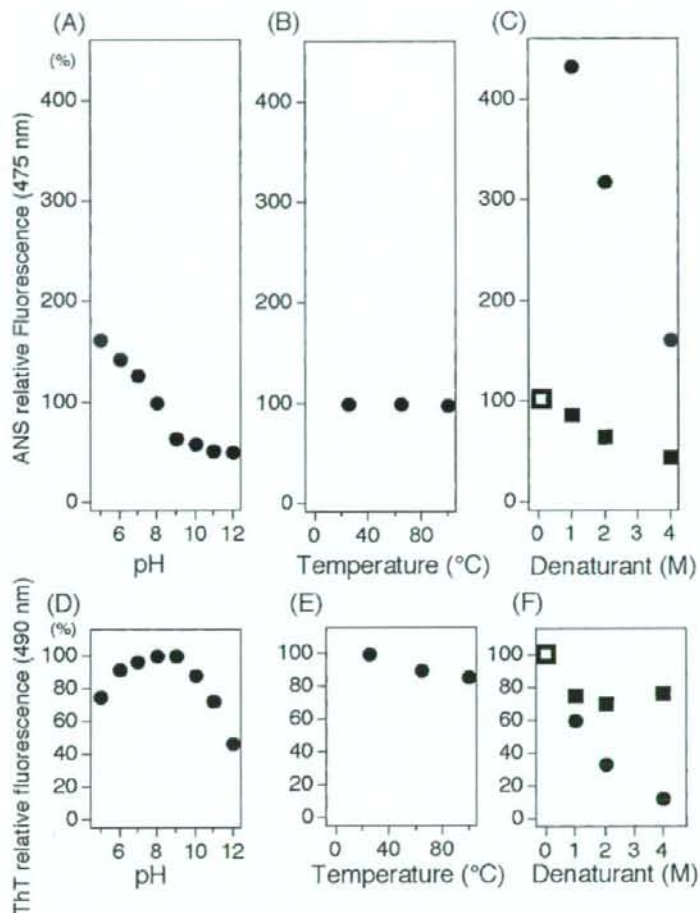 (A)
(B)
(C)
(%)
400
300
200
100
0
6 8 10 12
pH
400
300
200
100
0
0 40 80
Temperature (°C)
400
300
200
100
0
0 1 2 3 4
Denaturant (M)
ANS relative Fluorescence (475 nm)
(D)
(E)
(F)
(%)
100
80
60
40
20
0
6 8 10 12
pH
100
80
60
40
20
0
0 40 80
Temperature (°C)
100
80
60
40
20
0
0 1 2 3 4
Denaturant (M)
ThT relative fluorescence (490 nm)